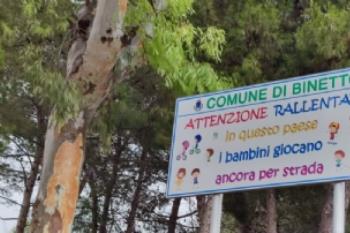 COMUNE DI BINETTO
ATTENZIONE RALLENTA
In questo paese
i bambini giocano
ancora per strada